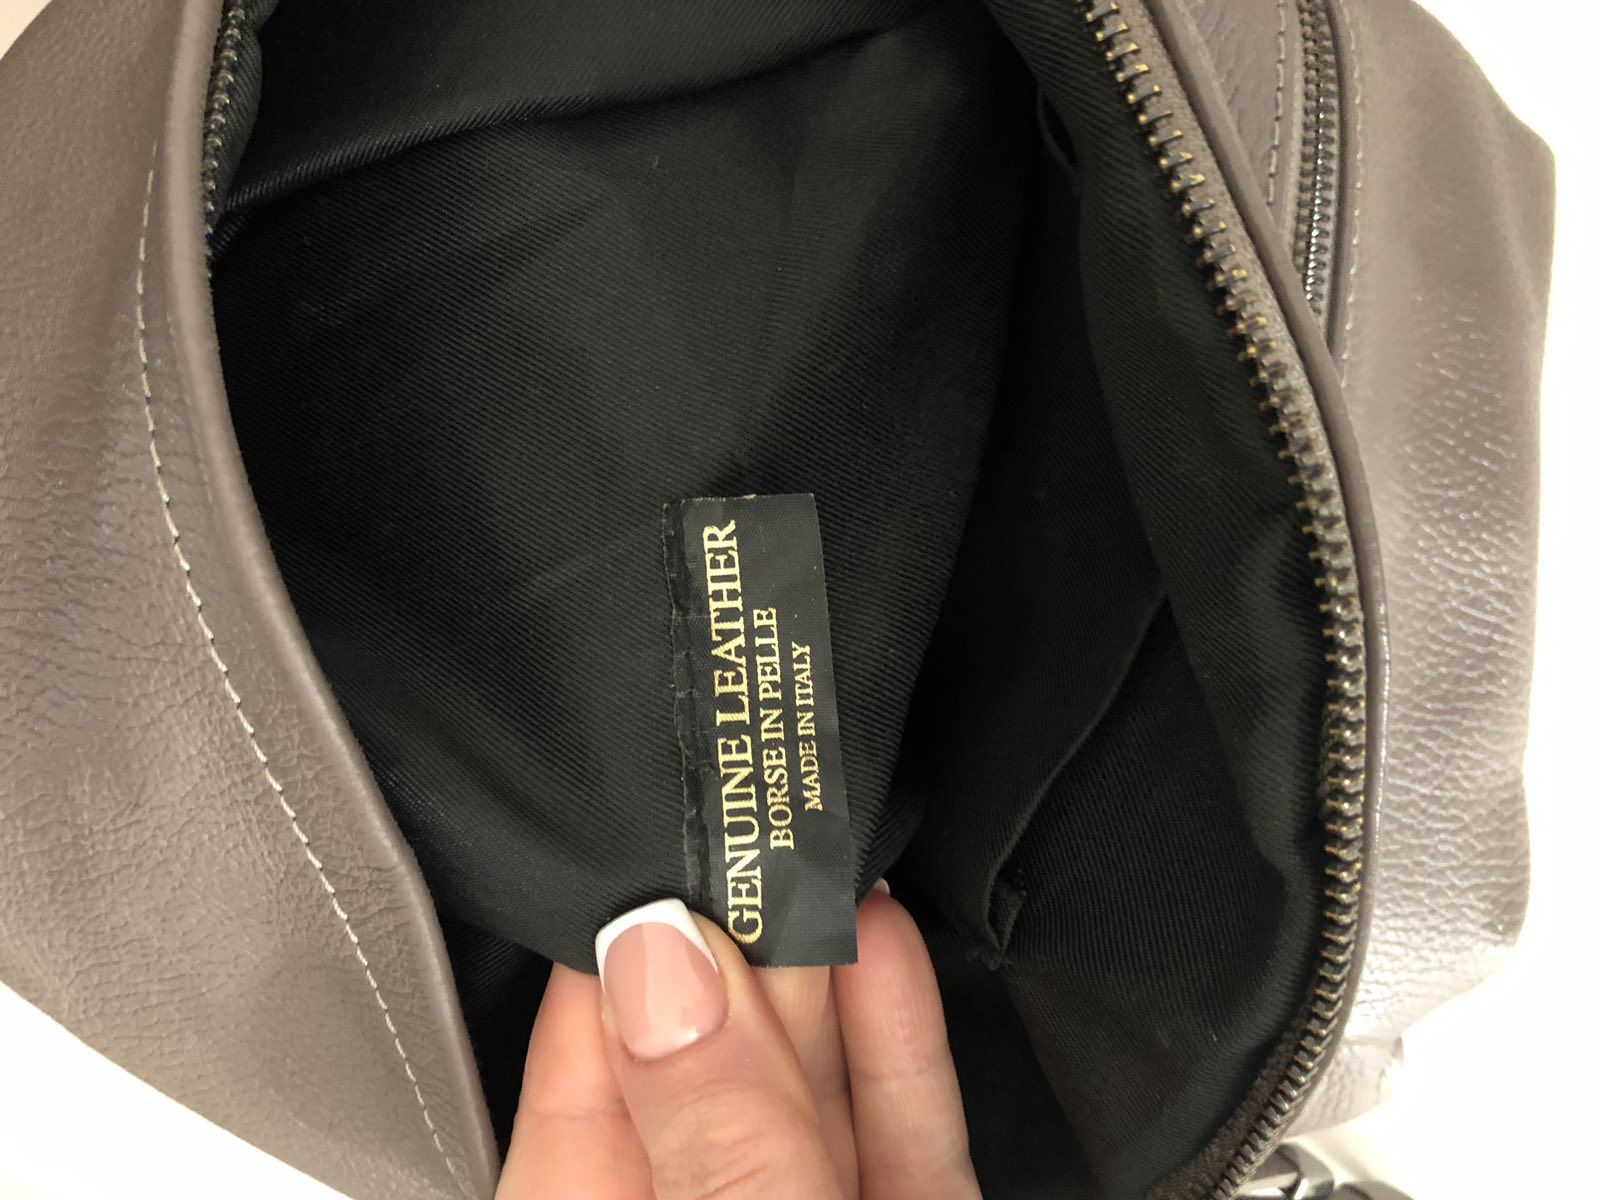 GENUINE LEATHER
BORSE IN PELLE
MADE IN ITALY